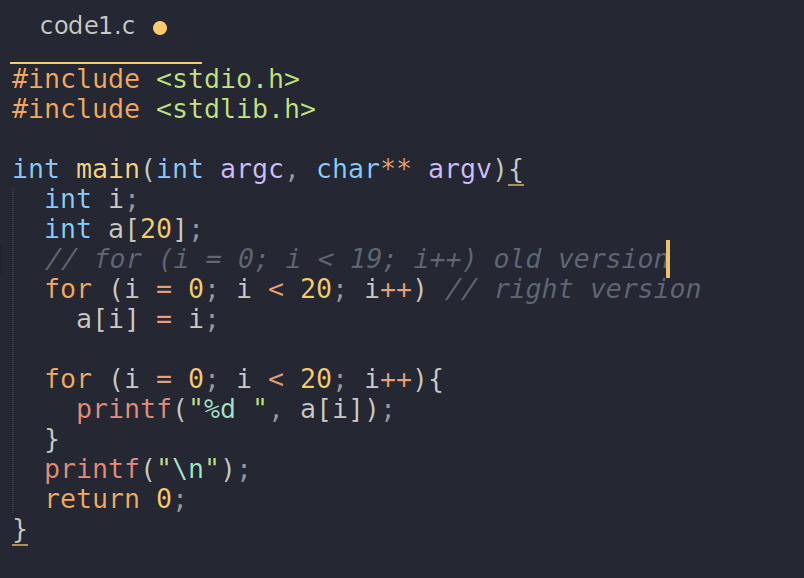 code1.c
#include <stdio.h>
#include <stdlib.h>
int main(int argc, char** argv){
int i;
int a[20];
// for (i = 0; i < 19; i++) old version
for (i = 0; i < 20; i++) // right version
a[i] = i;
for (i = 0; i < 20; i++){
printf("%d ", a[i]);
}
printf("\n");
return 0;
}